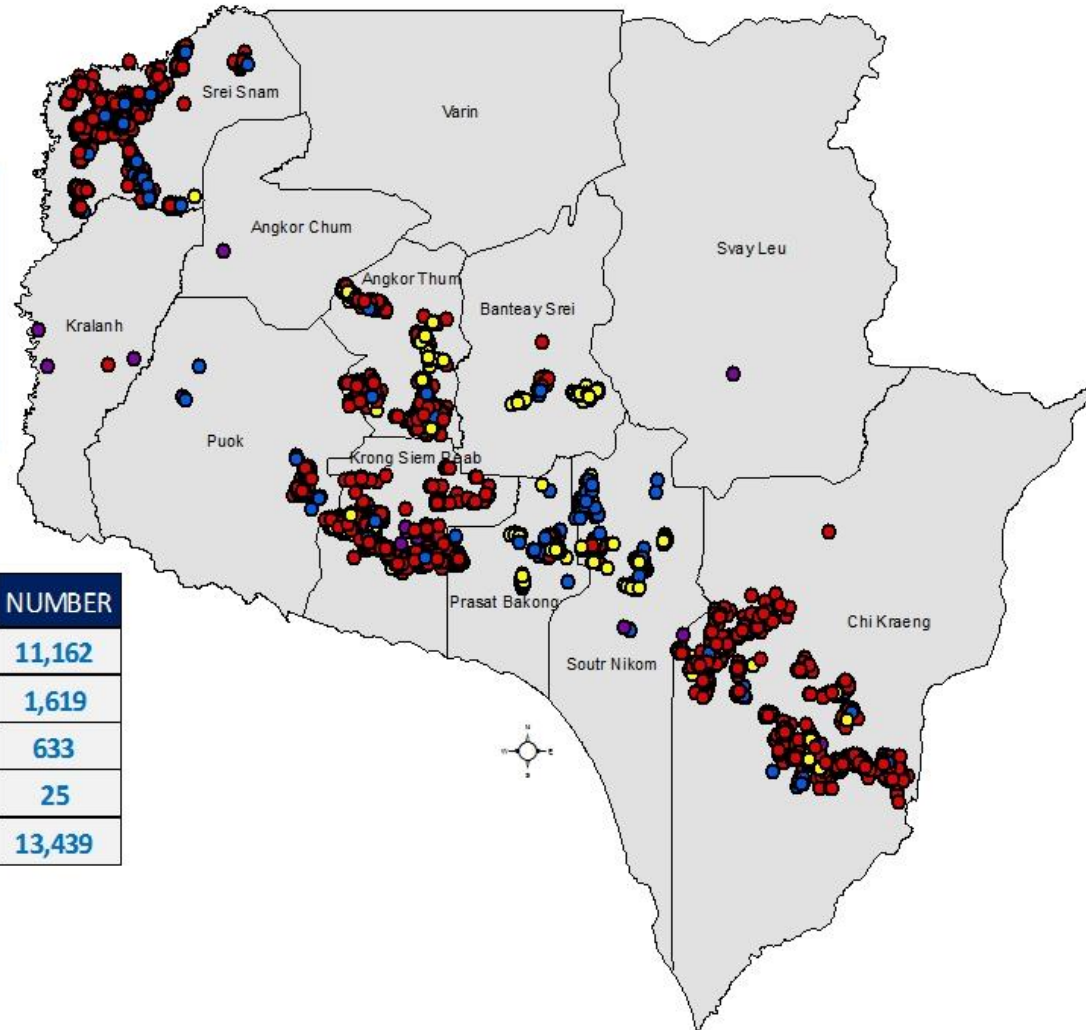 Srei Snam
Varin
Angkor Chum
Svay Leu
Angkor Thum
Banteay Srei
Kralanh
Puok
Krong Siem Reab
Prasat Bakong
Chi Kraeng
Soutr Nikom
N
W E
S
NUMBER
11,162
1,619
633
25
13,439